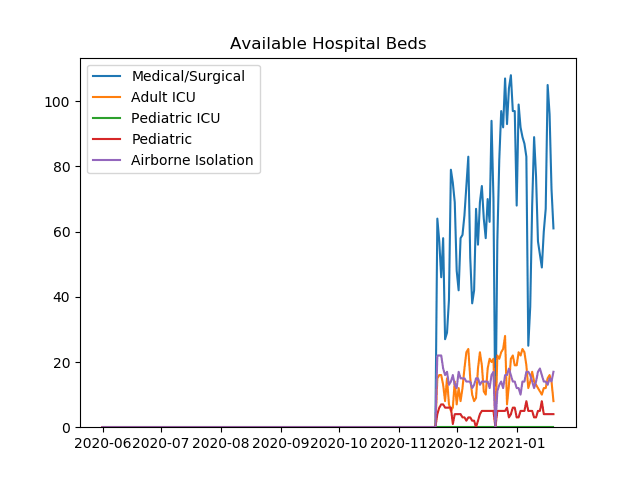 Available Hospital Beds
Medical/Surgical
Adult ICU
Pediatric ICU
Pediatric
Airborne Isolation
100
80
60
40
20
0
2020-06 2020-07 2020-08 2020-09 2020-10 2020-11 2020-12 2021-01